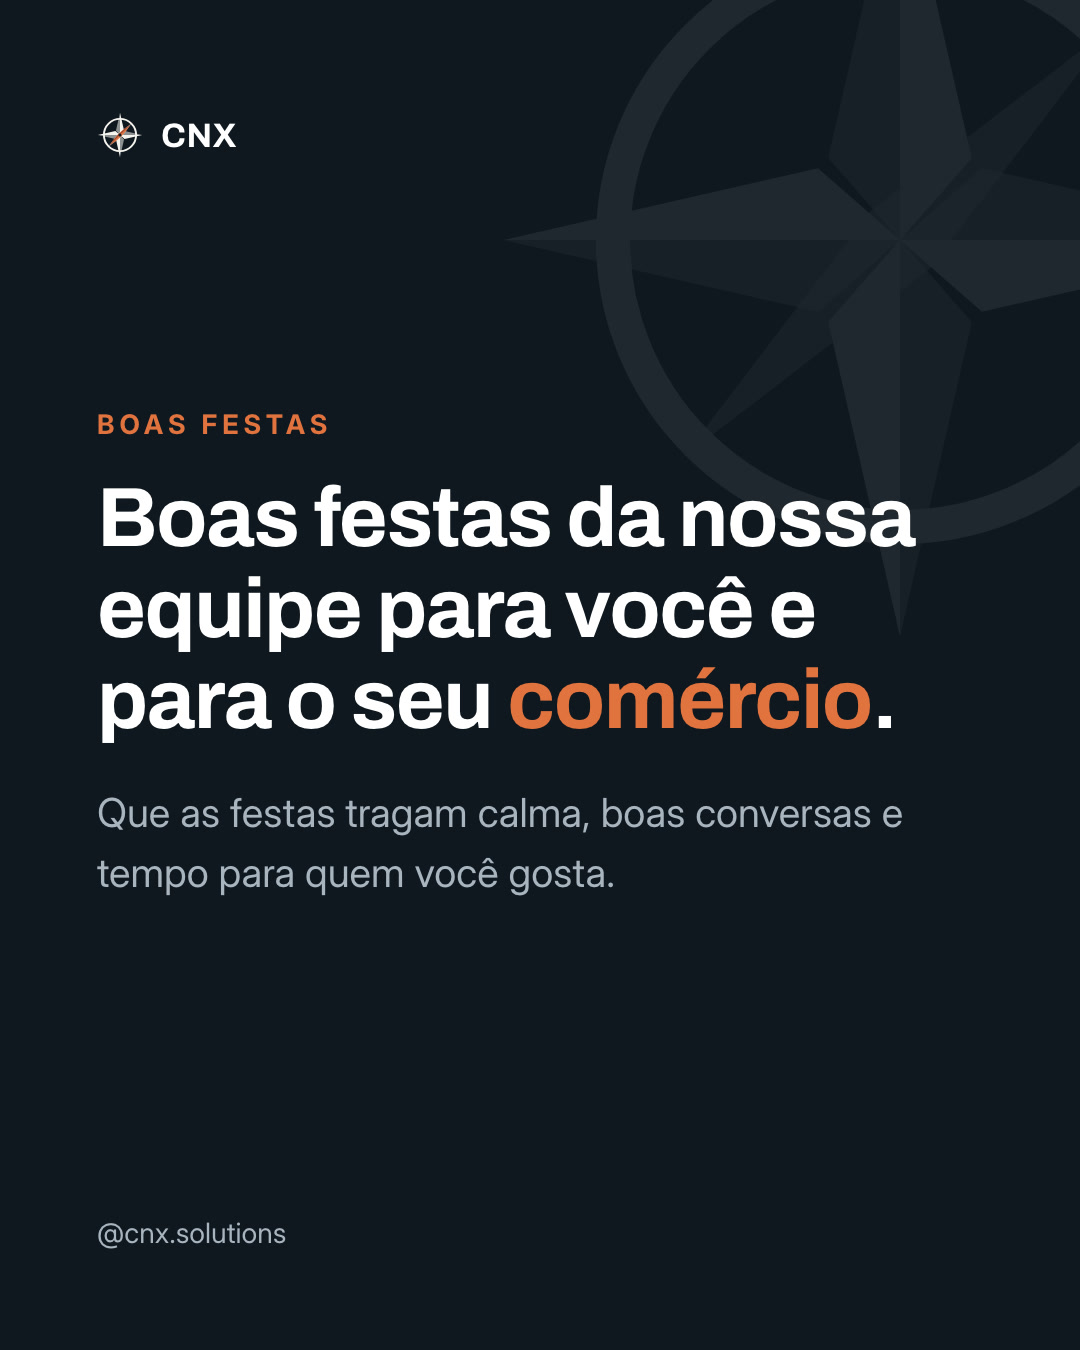 CNX
BOAS FESTAS
Boas festas da nossa
equipe para você e
para o seu comércio.
Que as festas tragam calma, boas conversas e
tempo para quem você gosta.
@cnx.solutions